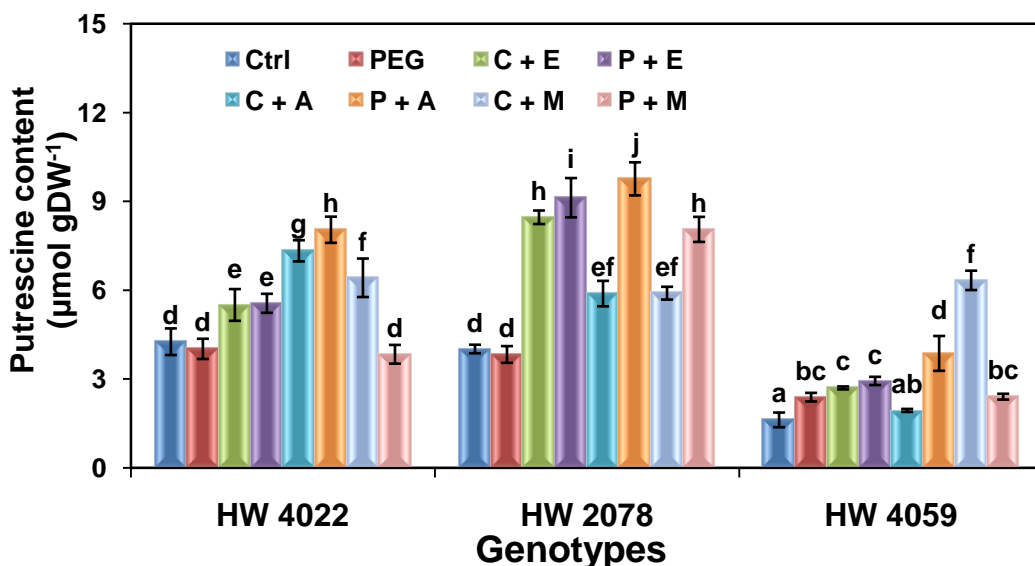 15
12
9
6
3
0
Putrescine content
(µmol gDW⁻¹)
Ctrl PEG C + E P + E
C + A P + A C + M P + M
d d e e g h f d
d d h i ef j ef h
a bc c c ab d f bc
HW 4022 HW 2078 HW 4059
Genotypes